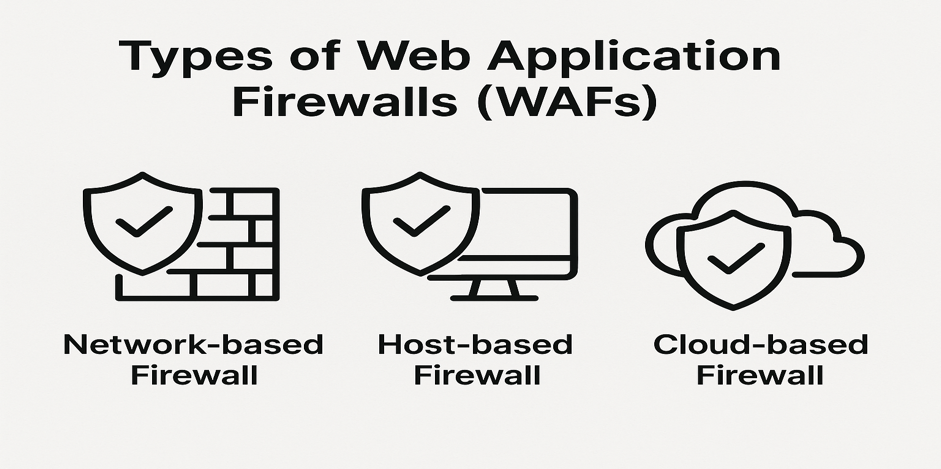 Types of Web Application
Firewalls (WAFs)
Network-based
Firewall
Host-based
Firewall
Cloud-based
Firewall